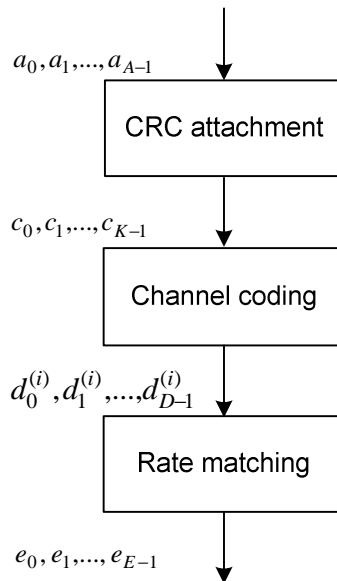 a_0, a_1,..., a_{A-1}
CRC attachment
c_0, c_1,..., c_{K-1}
Channel coding
d_0^{(i)}, d_1^{(i)},..., d_{D-1}^{(i)}
Rate matching
e_0, e_1,..., e_{E-1}